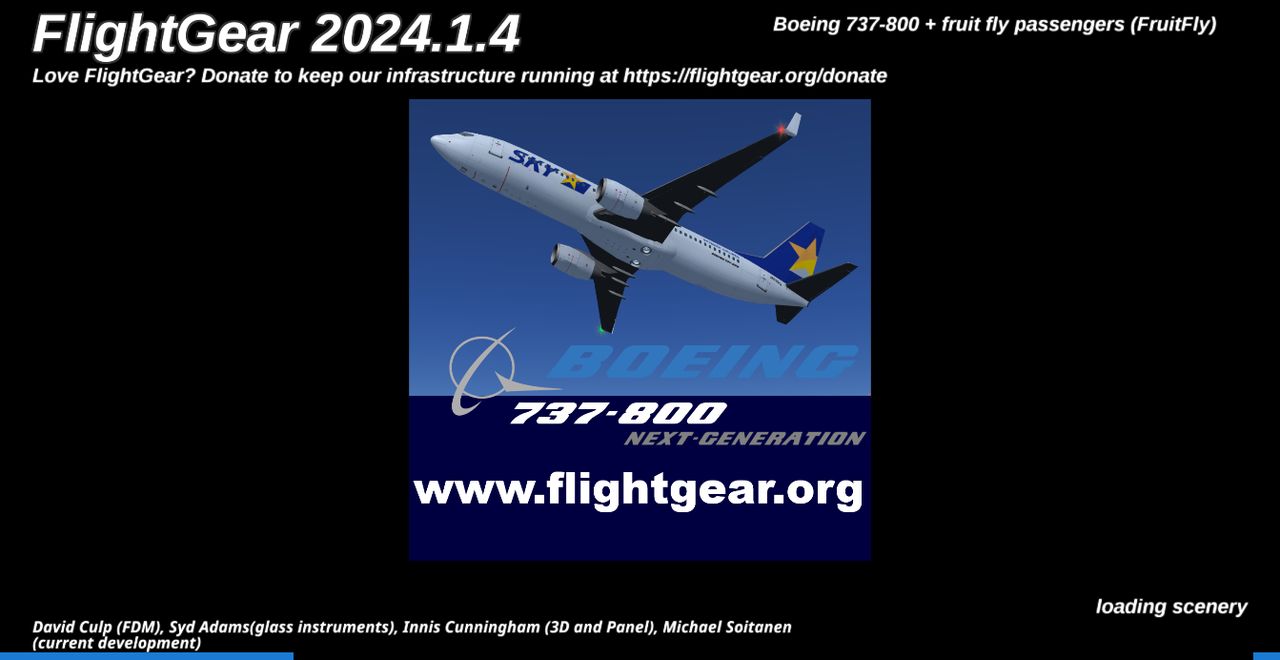 FlightGear 2024.1.4
Boeing 737-800 + fruit fly passengers (FruitFly)
Love FlightGear? Donate to keep our infrastructure running at https://flightgear.org/donate
SKY
BOEING
737-800
NEXT-GENERATION
www.flightgear.org
loading scenery
David Culp (FDM), Syd Adams(glass instruments), Innis Cunningham (3D and Panel), Michael Soitanen
(current development)